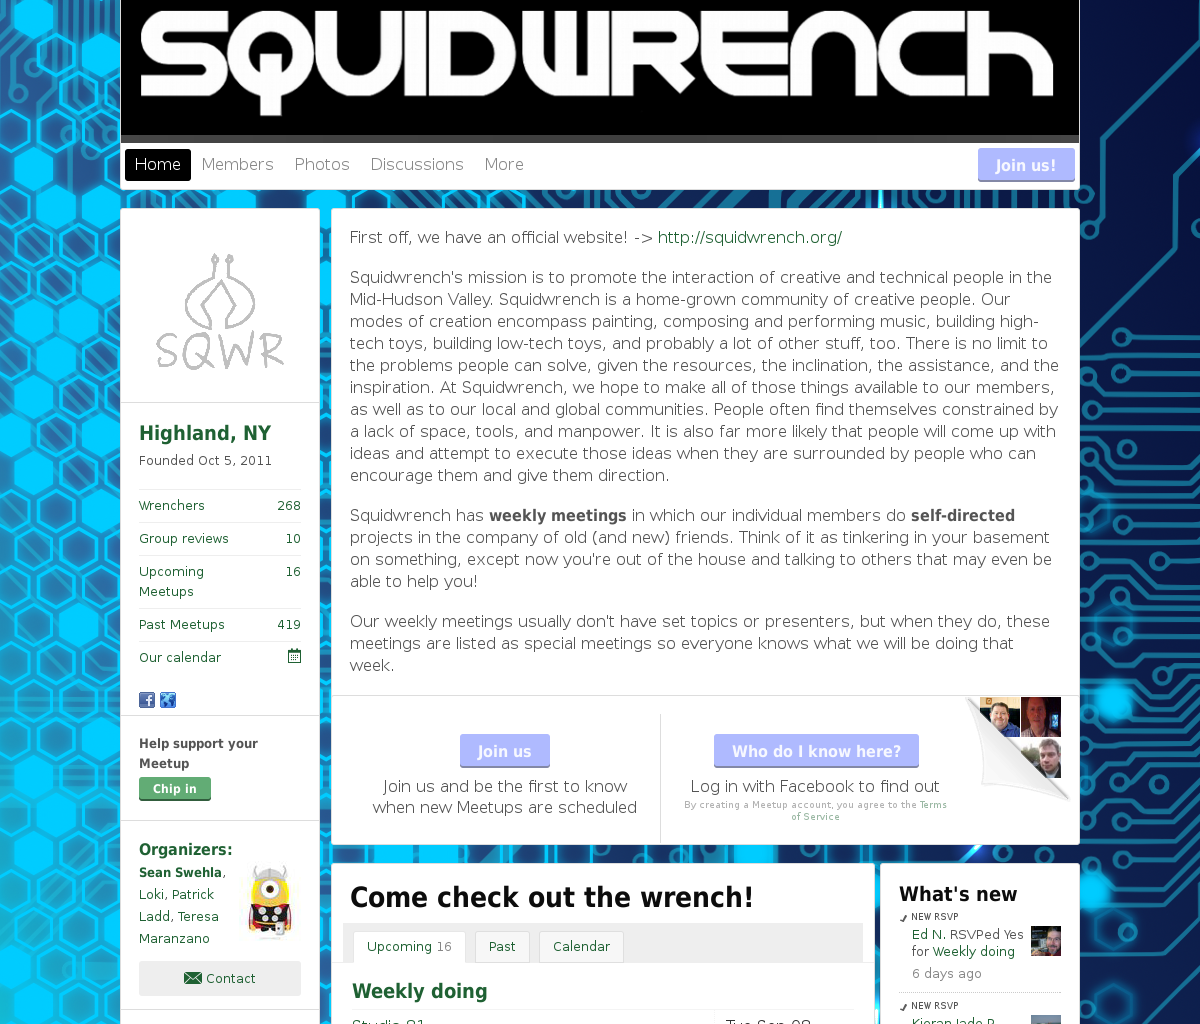 SQUIDWRENCh
Home Members Photos Discussions More Join us!
SQWR
Highland, NY
Founded Oct 5, 2011
Wrenchers 268
Group reviews 10
Upcoming Meetups 16
Past Meetups 419
Our calendar
Help support your
Meetup
Chip in
Organizers:
Sean Swehla,
Loki, Patrick
Ladd, Teresa
Maranzano
Contact
First off, we have an official website! -> http://squidwrench.org/
Squidwrench's mission is to promote the interaction of creative and technical people in the
Mid-Hudson Valley. Squidwrench is a home-grown community of creative people. Our
modes of creation encompass painting, composing and performing music, building high-
tech toys, building low-tech toys, and probably a lot of other stuff, too. There is no limit to
the problems people can solve, given the resources, the inclination, the assistance, and the
inspiration. At Squidwrench, we hope to make all of those things available to our members,
as well as to our local and global communities. People often find themselves constrained by
a lack of space, tools, and manpower. It is also far more likely that people will come up with
ideas and attempt to execute those ideas when they are surrounded by people who can
encourage them and give them direction.
Squidwrench has weekly meetings in which our individual members do self-directed
projects in the company of old (and new) friends. Think of it as tinkering in your basement
on something, except now you're out of the house and talking to others that may even be
able to help you!
Our weekly meetings usually don't have set topics or presenters, but when they do, these
meetings are listed as special meetings so everyone knows what we will be doing that
week.
Join us
Join us and be the first to know
when new Meetups are scheduled
Who do I know here?
Log in with Facebook to find out
By creating a Meetup account, you agree to the Terms
of Service
Come check out the wrench!
Upcoming 16 Past Calendar
Weekly doing
Studio 81 Tue Sep 08
What's new
NEW RSVP
Ed N. RSVPed Yes
for Weekly doing
6 days ago
NEW RSVP
Kieran Jade P.